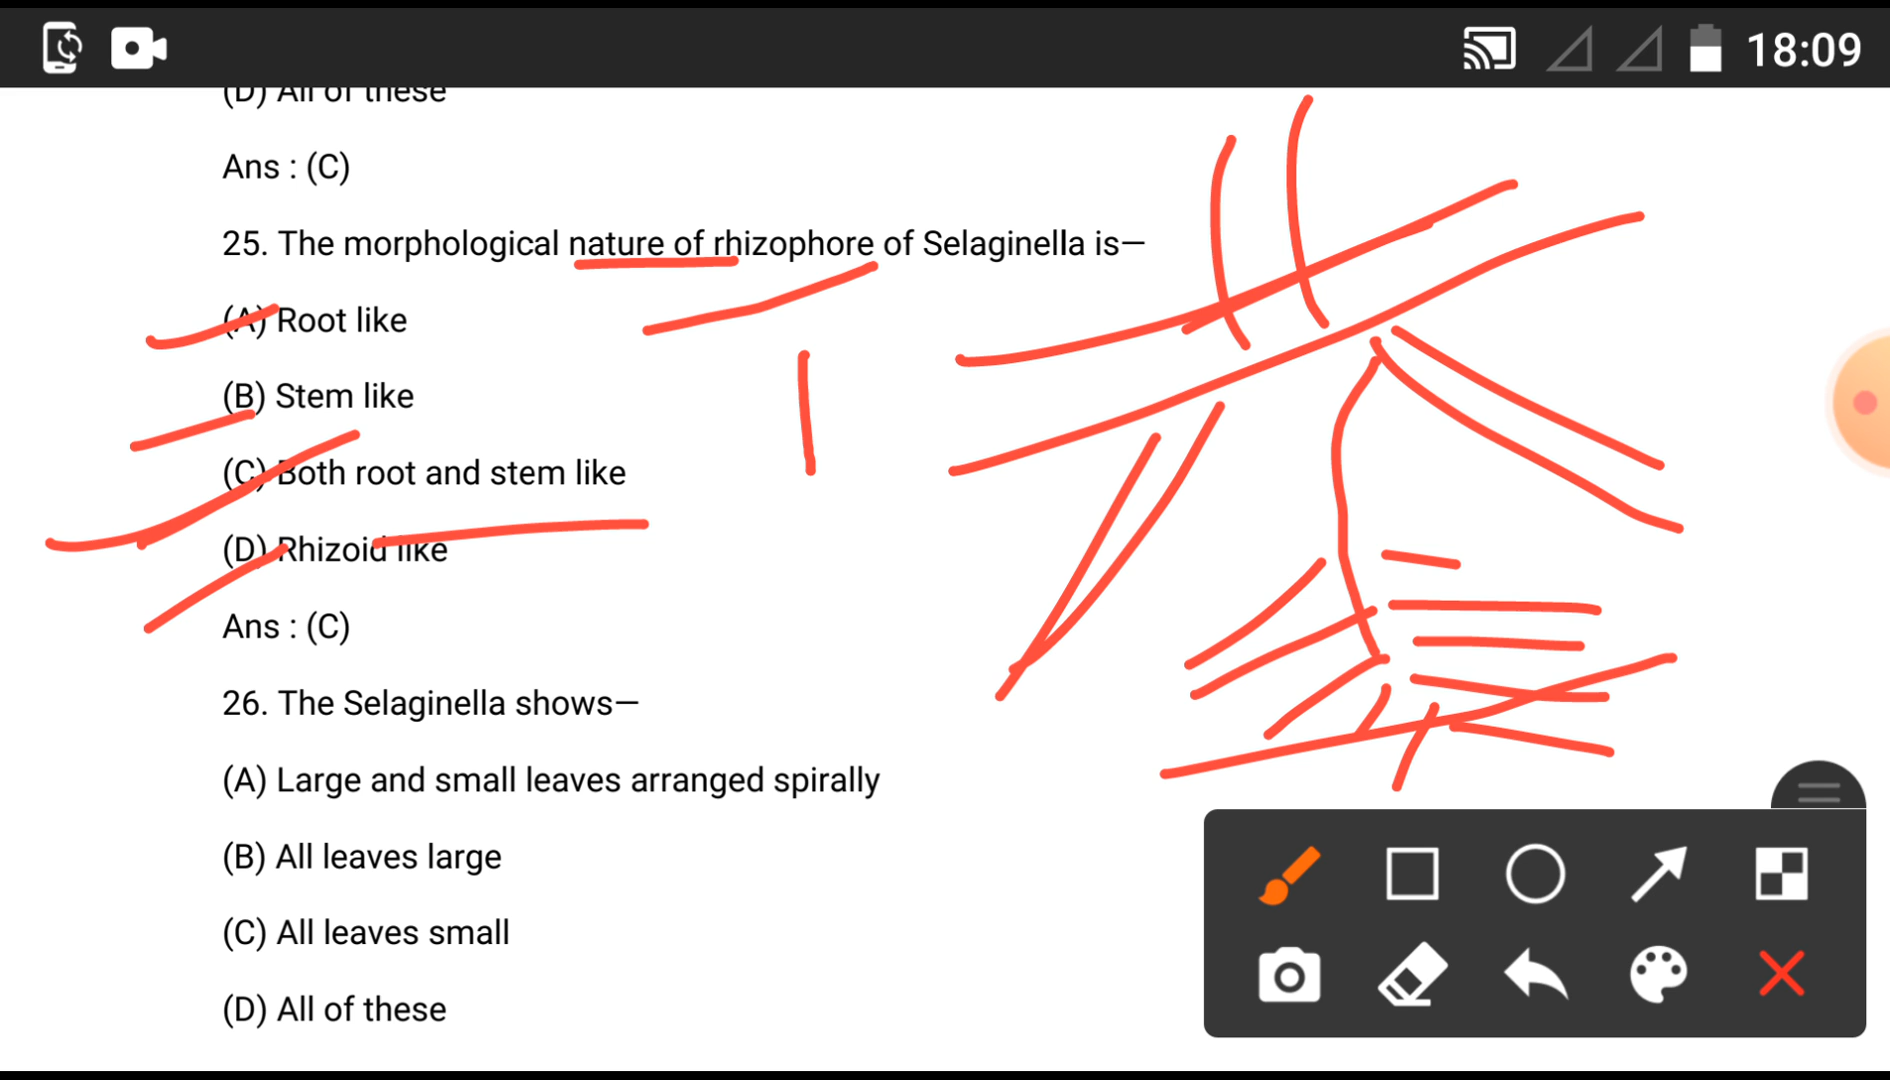 18:09
(D) All of these
Ans : (C)
25. The morphological nature of rhizophore of Selaginella is—
(A) Root like
(B) Stem like
(C) Both root and stem like
(D) Rhizoid like
Ans : (C)
26. The Selaginella shows—
(A) Large and small leaves arranged spirally
(B) All leaves large
(C) All leaves small
(D) All of these